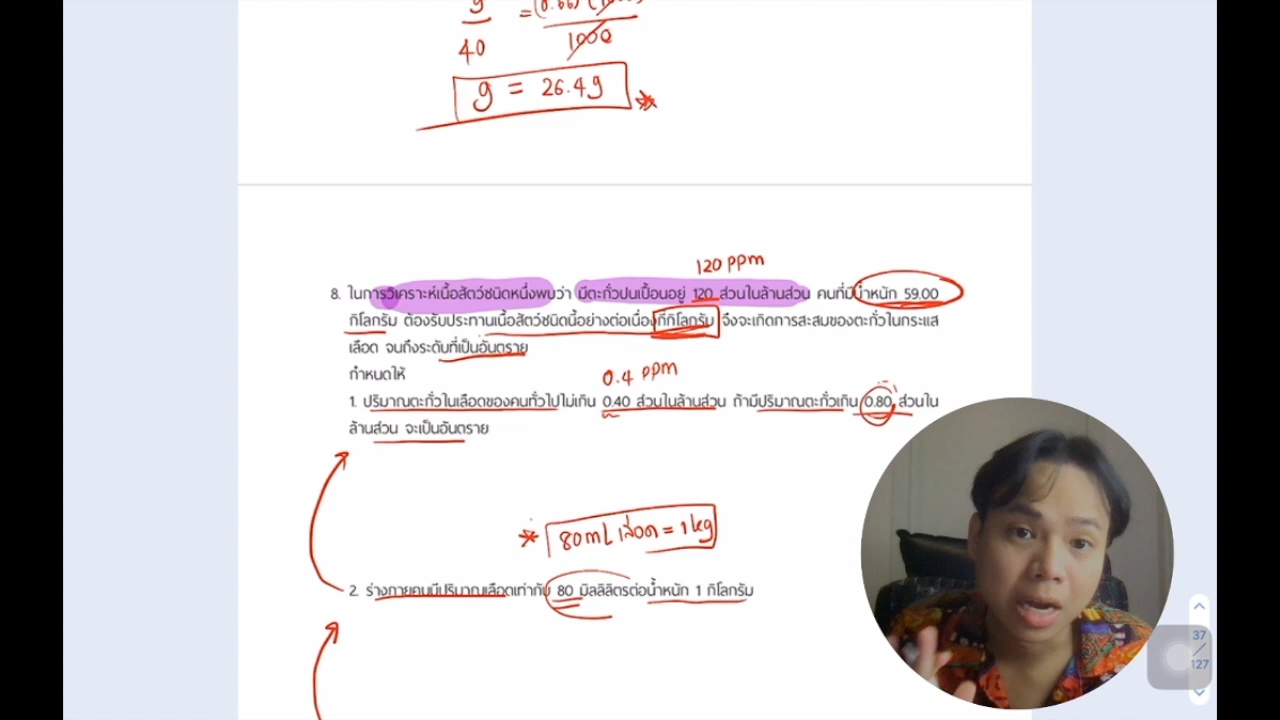 40
1000
g = 26.4g
120 ppm
8. ในการวิเคราะห์เนื้อสัตว์ชนิดหนึ่งพบว่า มีตะกั่วปนเปื้อนอยู่ 120 ส่วนในล้านส่วน คนที่มีน้ำหนัก 59.00
กิโลกรัม ต้องรับประทานเนื้อสัตว์ชนิดนี้อย่างต่อเนื่องกี่กิโลกรัม จึงจะเกิดการสะสมของตะกั่วในกระแส
เลือด จนถึงระดับที่เป็นอันตราย
กำหนดให้
0.4 ppm
1. ปริมาณตะกั่วในเลือดของคนทั่วไปไม่เกิน 0.40 ส่วนในล้านส่วน ถ้ามีปริมาณตะกั่วเกิน 0.80 ส่วนใน
ล้านส่วน จะเป็นอันตราย
80 mL เลือด = 1 kg
2. ร่างกายคนมีปริมาณเลือดเท่ากับ 80 มิลลิลิตรต่อน้ำหนัก 1 กิโลกรัม
37
127